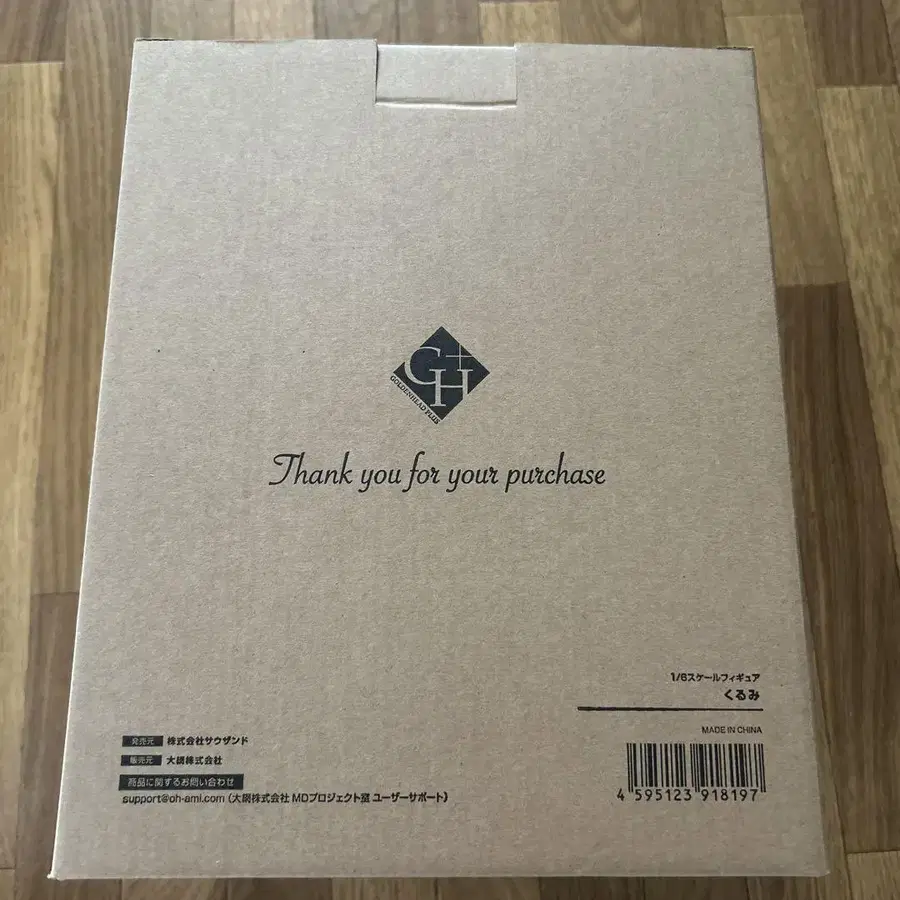 GH+
GOLDENHEAD PLUS
Thank you for your purchase
1/6スケールフィギュア
くるみ
MADE IN CHINA
4 595123 918197
発売元 株式会社サウザンド
販売元 大網株式会社
商品に関するお問い合わせ
support@oh-ami.com (大網株式会社 MDプロジェクト室 ユーザーサポート)